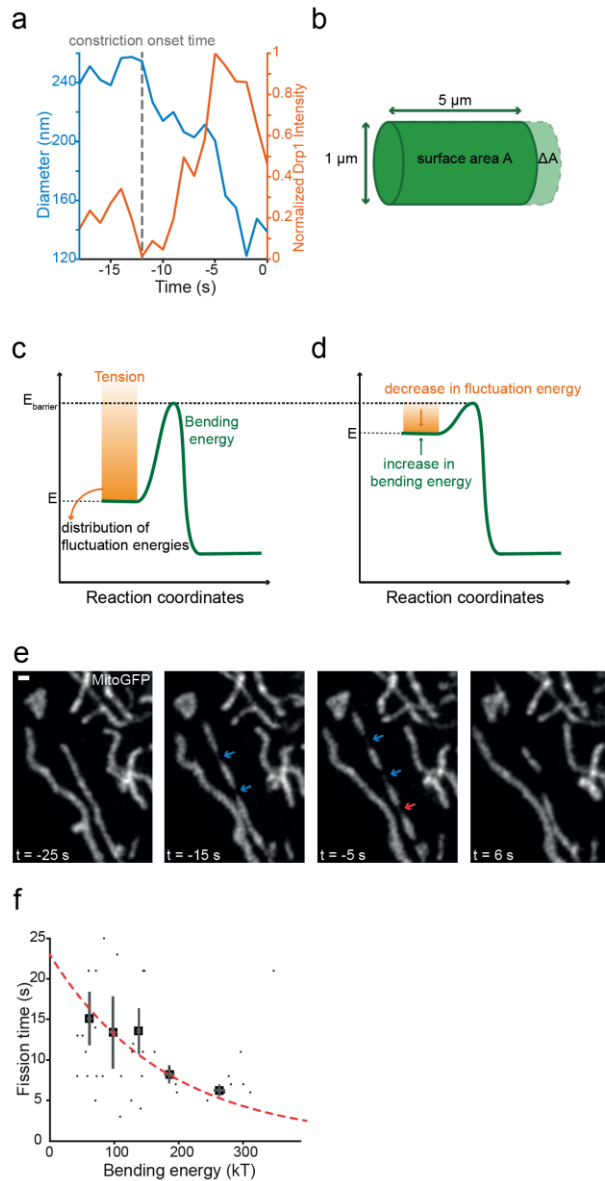 a
constriction onset time
240
200
160
120
Diameter (nm)
1
0.8
0.6
0.4
0.2
0
Normalized Drp1 Intensity
-15
-10
-5
0
Time (s)
b
5 µm
1 µm
surface area A
ΔA
c
Tension
E barrier
Bending
energy
E
distribution of
fluctuation energies
Reaction coordinates
d
decrease in fluctuation energy
E
increase in
bending energy
Reaction coordinates
e
MitoGFP
t = -25 s
t = -15 s
t = -5 s
t = 6 s
f
25
20
15
10
5
0
Fission time (s)
0
100
200
300
Bending energy (kT)